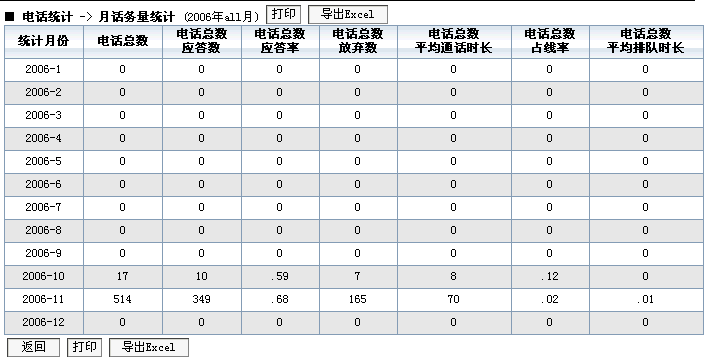 ■ 电话统计 -> 月话务量统计 (2006年all月) 打印 导出Excel
统计月份 电话总数 电话总数应答数 电话总数应答率 电话总数放弃数 电话总数平均通话时长 电话总数占线率 电话总数平均排队时长
2006-1 0 0 0 0 0 0 0
2006-2 0 0 0 0 0 0 0
2006-3 0 0 0 0 0 0 0
2006-4 0 0 0 0 0 0 0
2006-5 0 0 0 0 0 0 0
2006-6 0 0 0 0 0 0 0
2006-7 0 0 0 0 0 0 0
2006-8 0 0 0 0 0 0 0
2006-9 0 0 0 0 0 0 0
2006-10 17 10 .59 7 8 .12 0
2006-11 514 349 .68 165 70 .02 .01
2006-12 0 0 0 0 0 0 0
返回 打印 导出Excel